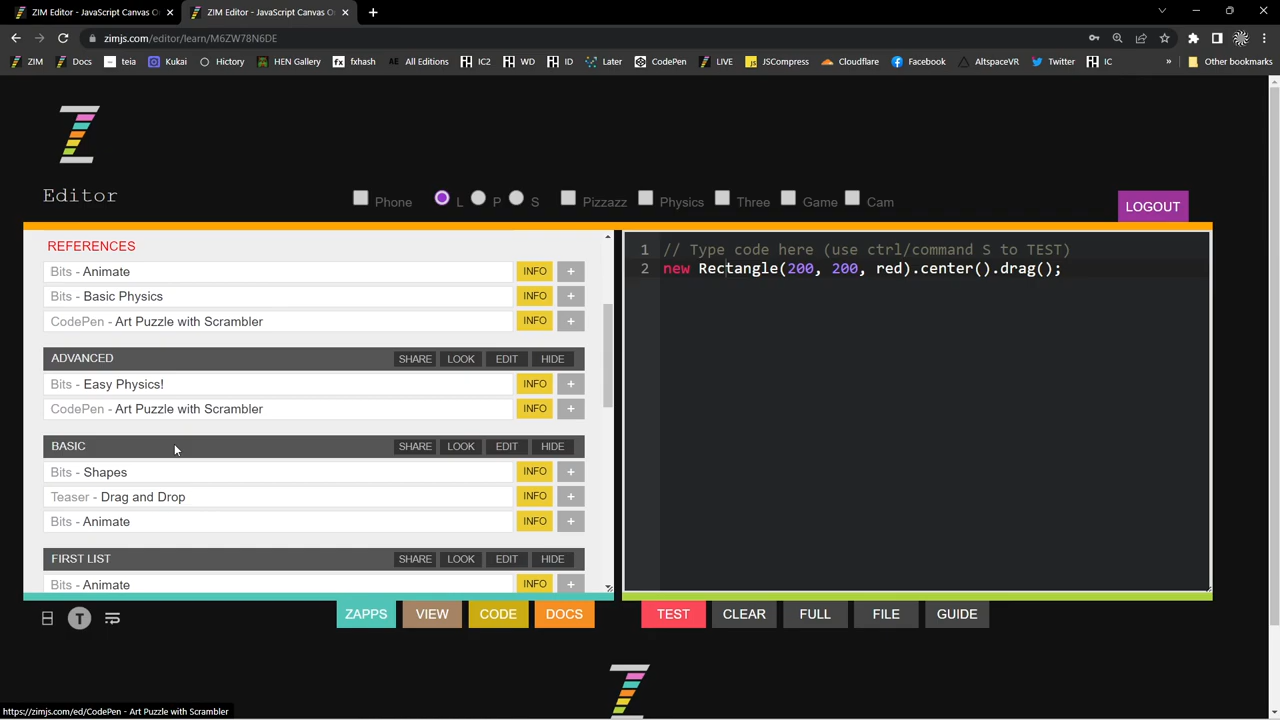 ZIM Editor - JavaScript Canvas O × ZIM Editor - JavaScript Canvas O × +
zimjs.com/editor/learn/M6ZW78N6DE
ZIM Docs teia Kukai Hictory HEN Gallery fxhash All Editions IC2 WD ID Later CodePen LIVE JSCompress Cloudflare Facebook AltspaceVR Twitter IC » Other bookmarks
Editor
Phone L P S Pizzazz Physics Three Game Cam LOGOUT
REFERENCES
Bits - Animate INFO +
Bits - Basic Physics INFO +
CodePen - Art Puzzle with Scrambler INFO +
ADVANCED SHARE LOOK EDIT HIDE
Bits - Easy Physics! INFO +
CodePen - Art Puzzle with Scrambler INFO +
BASIC SHARE LOOK EDIT HIDE
Bits - Shapes INFO +
Teaser - Drag and Drop INFO +
Bits - Animate INFO +
FIRST LIST SHARE LOOK EDIT HIDE
Bits - Animate INFO +
1 // Type code here (use ctrl/command S to TEST)
2 new Rectangle(200, 200, red).center().drag();
T ZAPPS VIEW CODE DOCS TEST CLEAR FULL FILE GUIDE
https://zimjs.com/ed/CodePen - Art Puzzle with Scrambler